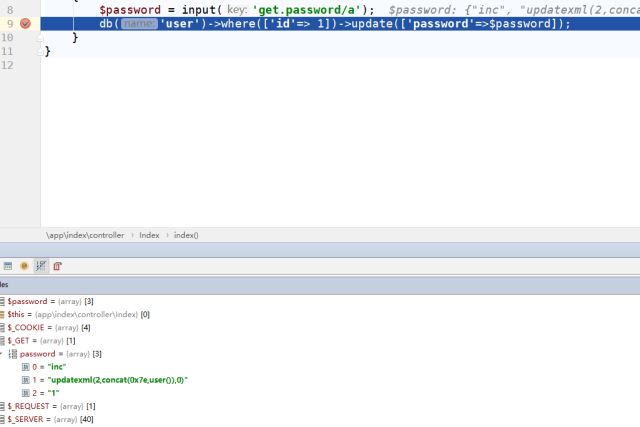 8 $password = input( key: 'get.password/a'); $password: {"inc", "updatexml(2,conca
9 db( name: 'user')->where(['id'=> 1])->update(['password'=>$password]);
10 }
11 }
12
\app\index\controller › Index › index()
les
$password = (array) [3]
$this = (app\index\controller\Index) [0]
$_COOKIE = (array) [4]
$_GET = (array) [1]
password = (array) [3]
0 = "inc"
1 = "updatexml(2,concat(0x7e,user()),0)"
2 = "1"
$_REQUEST = (array) [1]
$_SERVER = (array) [40]